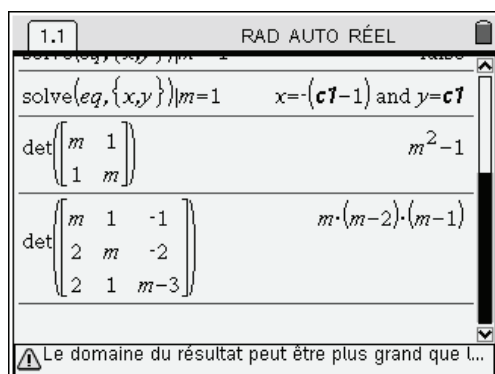 1.1 RAD AUTO RÉEL
solve(eq,{x,y})|m=1 x=-(c1-1) and y=c1
det([m 1
1 m]) m²-1
det([m 1 -1
2 m -2
2 1 m-3]) m·(m-2)·(m-1)
Le domaine du résultat peut être plus grand que l...